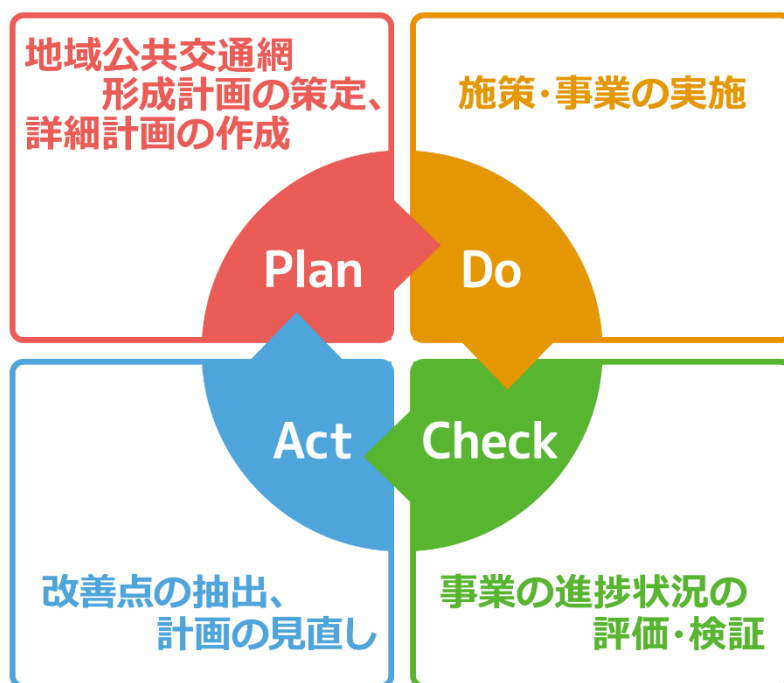 地域公共交通網
形成計画の策定、
詳細計画の作成
Plan
施策・事業の実施
Do
Act
改善点の抽出、
計画の見直し
Check
事業の進捗状況の
評価・検証